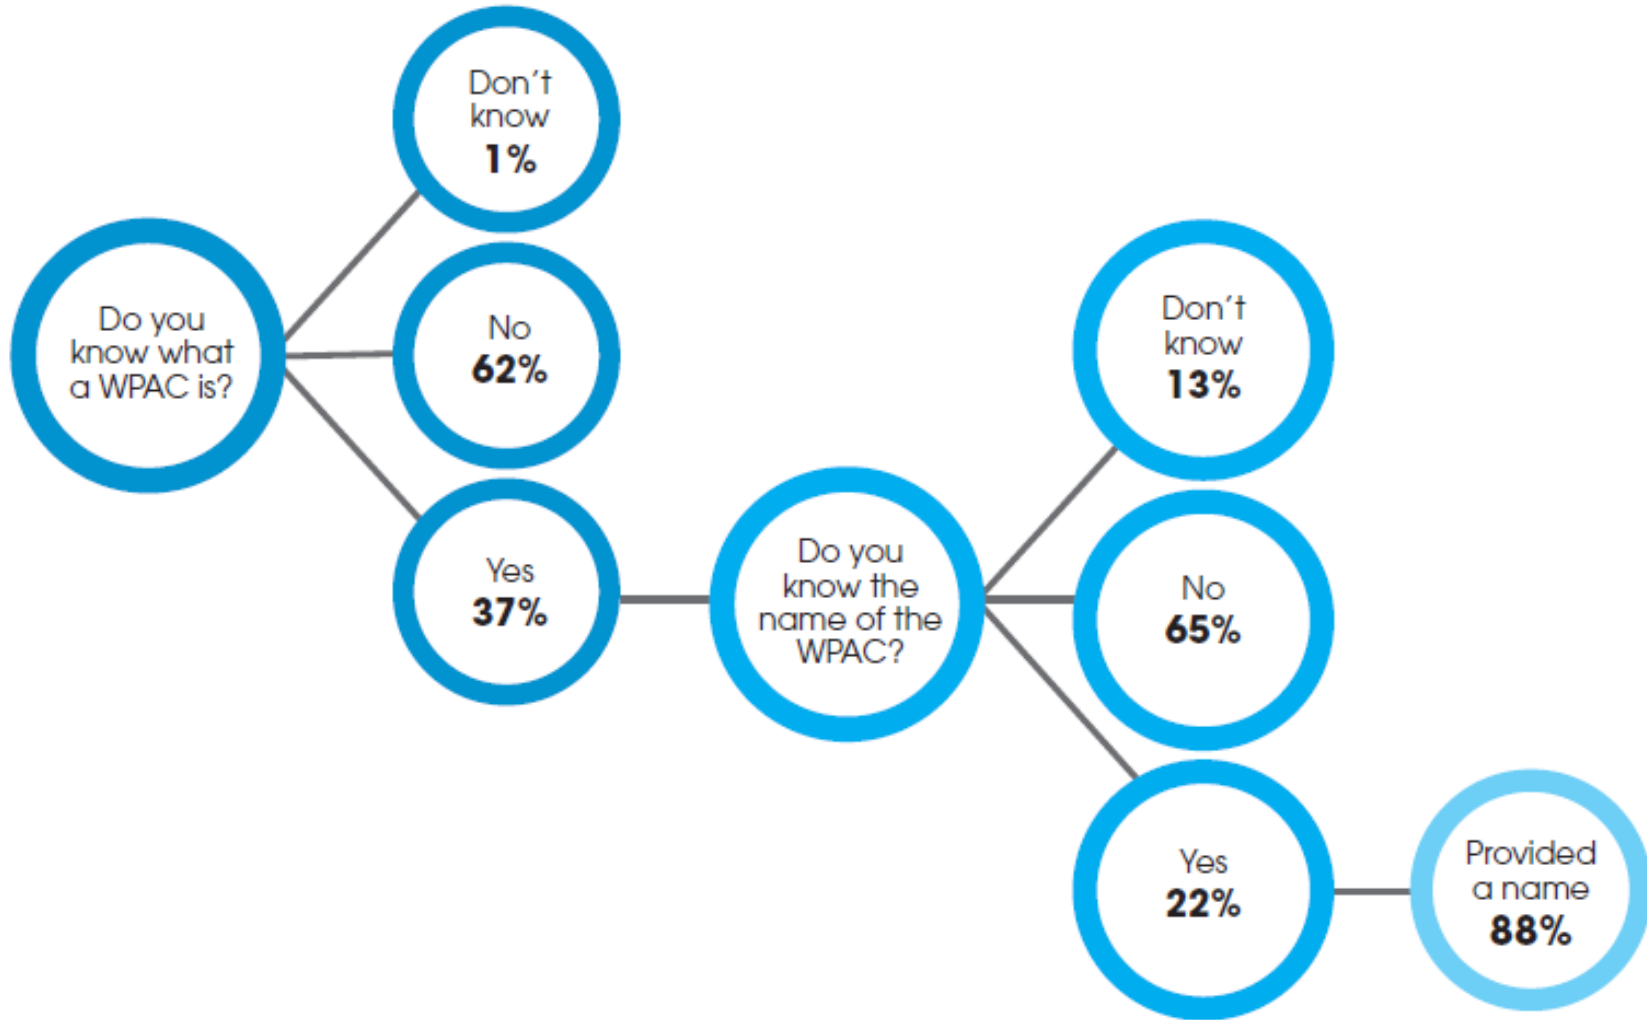 Do you
know what
a WPAC is?
Don't
know
1%
No
62%
Yes
37%
Do you
know the
name of the
WPAC?
Don't
know
13%
No
65%
Yes
22%
Provided
a name
88%